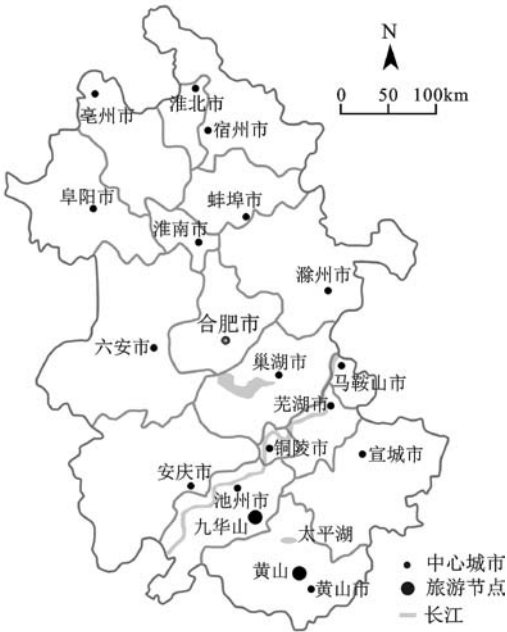 N
0 50 100km
淮北市
亳州市
宿州市
阜阳市
蚌埠市
淮南市
滁州市
合肥市
六安市
巢湖市
马鞍山市
芜湖市
铜陵市
宣城市
安庆市
池州市
九华山
太平湖
黄山
黄山市
中心城市
旅游节点
长江